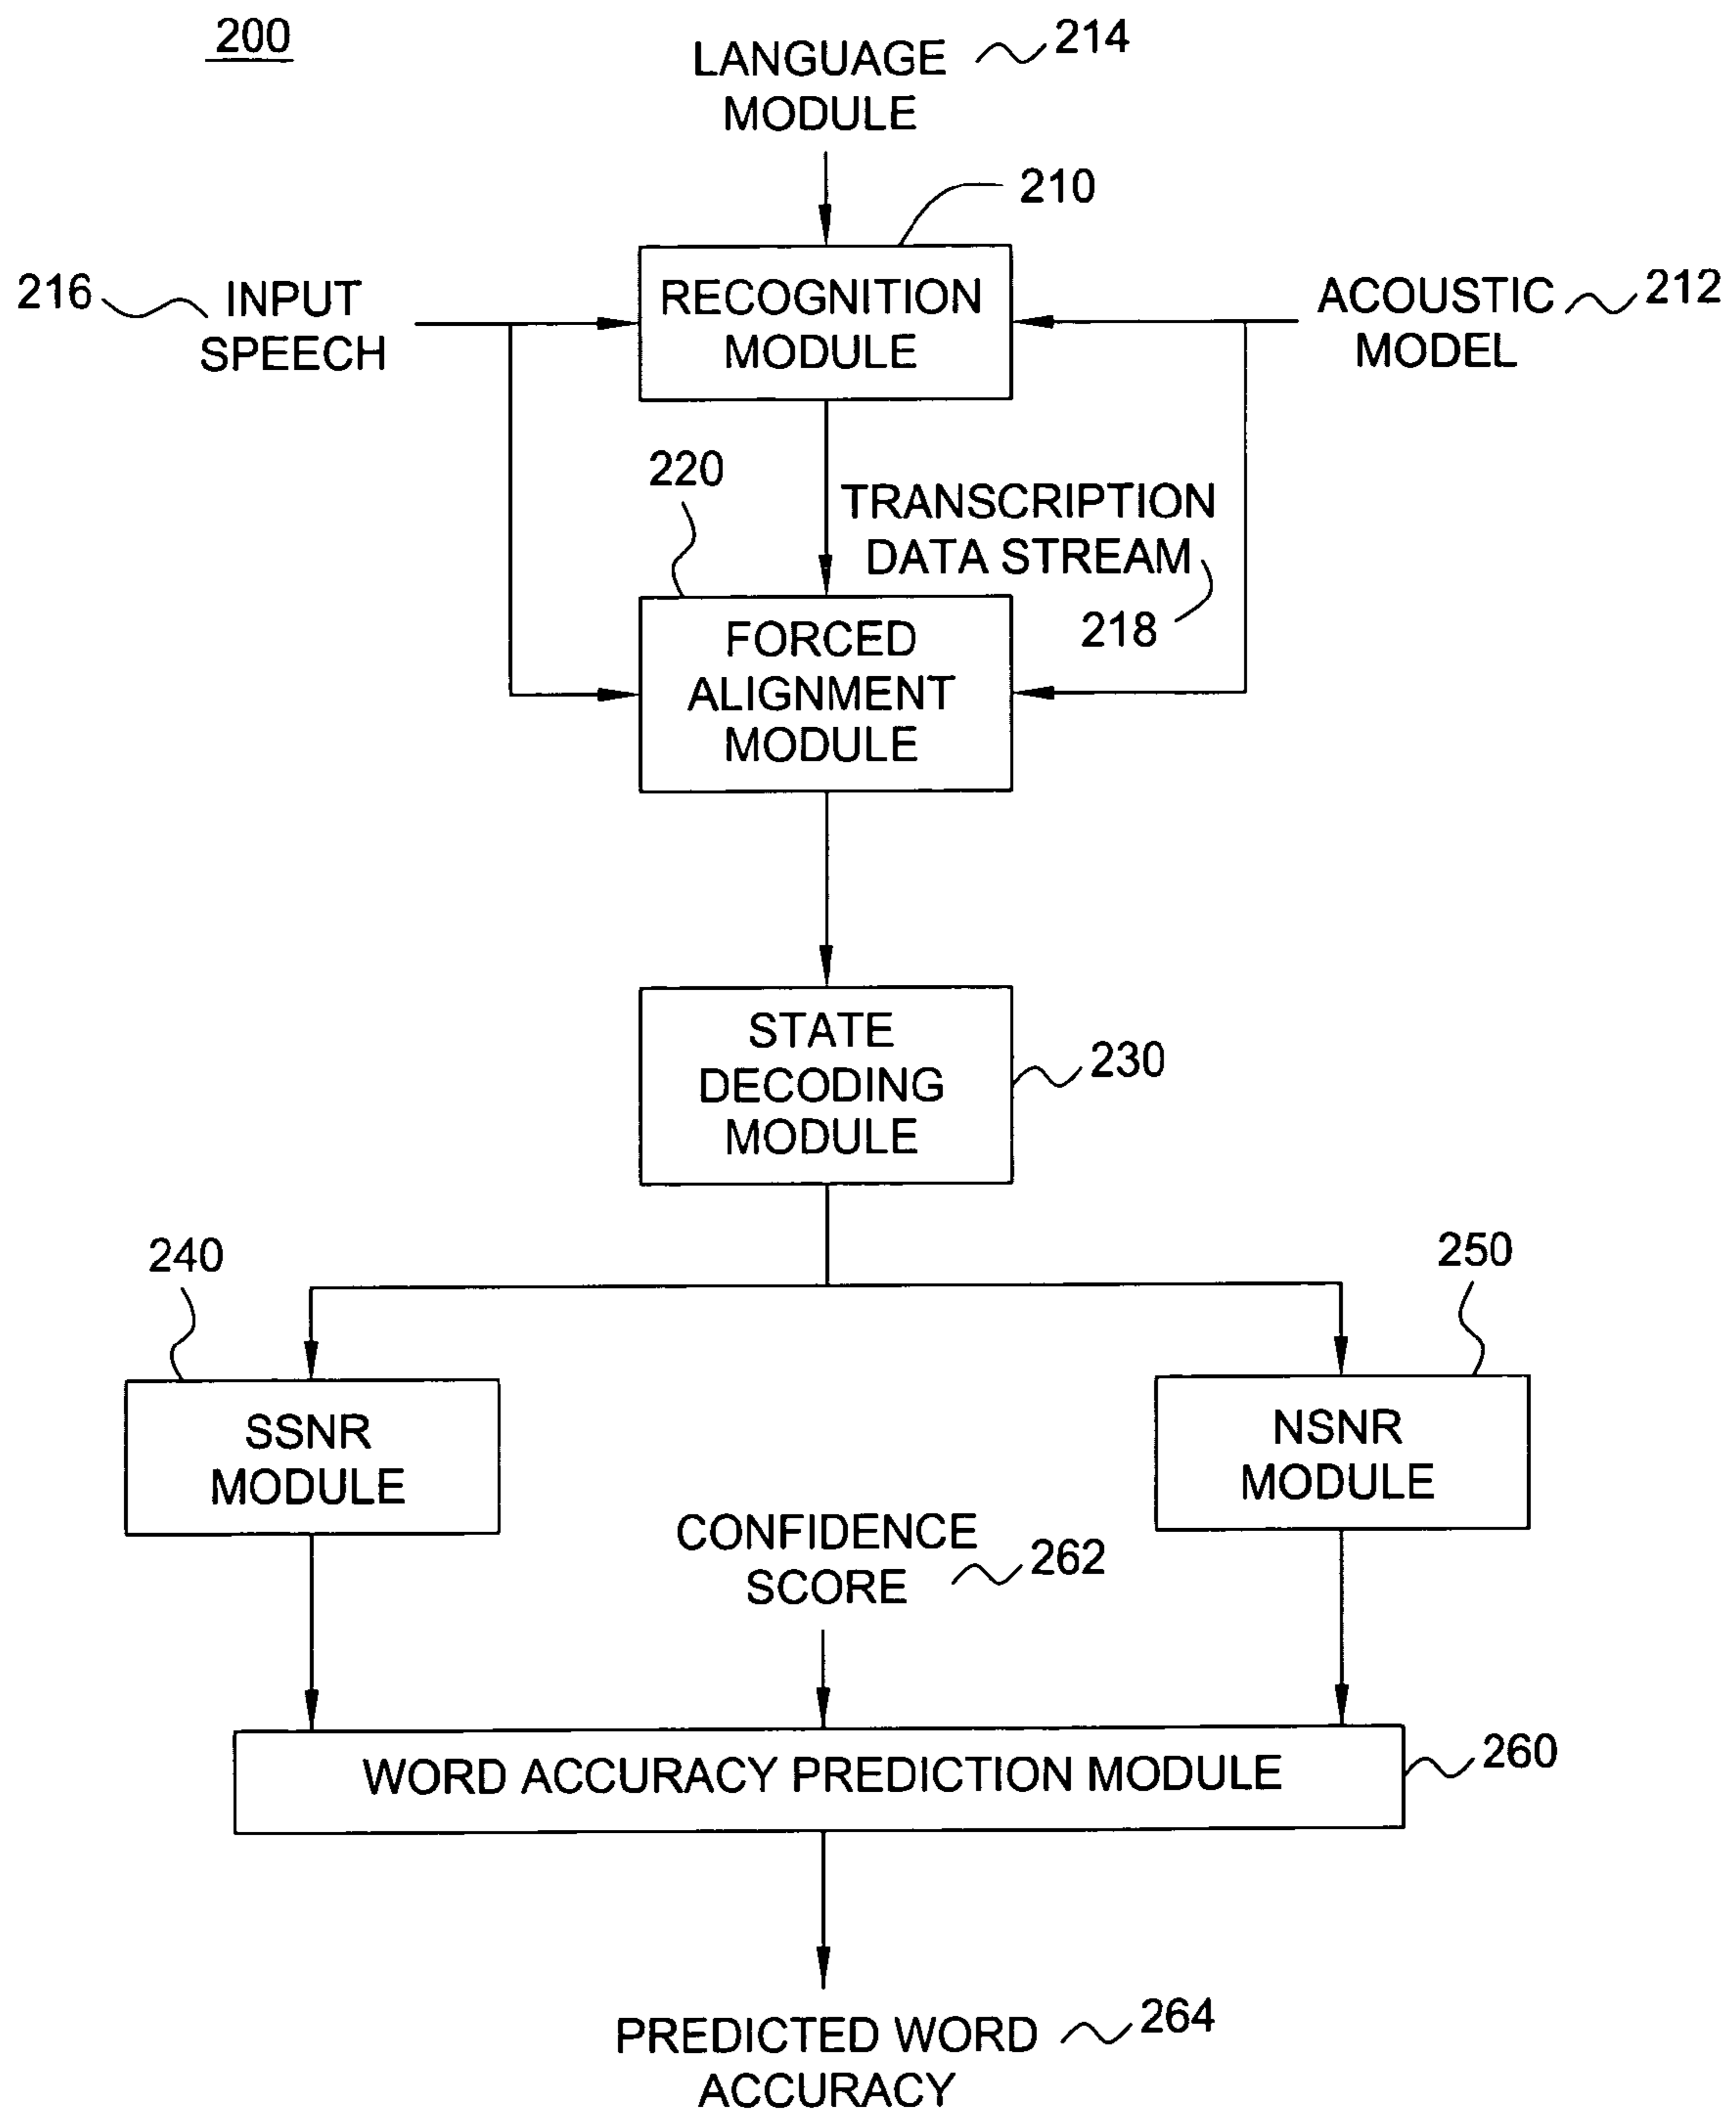 200
LANGUAGE
MODULE
214
210
216
INPUT
SPEECH
RECOGNITION
MODULE
ACOUSTIC
MODEL
212
220
TRANSCRIPTION
DATA STREAM
218
FORCED
ALIGNMENT
MODULE
STATE
DECODING
MODULE
230
240
250
SSNR
MODULE
NSNR
MODULE
CONFIDENCE
SCORE
262
WORD ACCURACY PREDICTION MODULE
260
PREDICTED WORD
ACCURACY
264